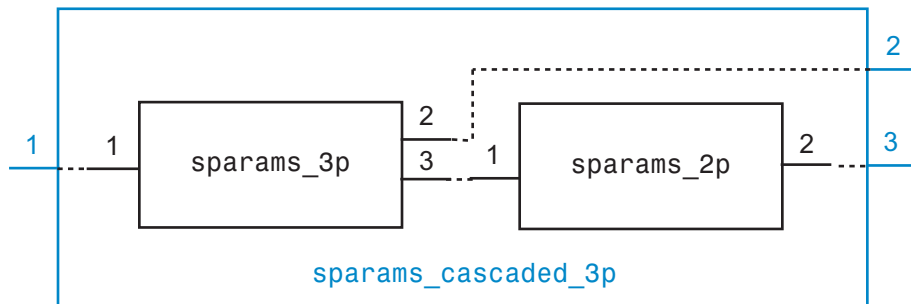 2
1 1 sparams_3p 2 3 1 sparams_2p 2 3
sparams_cascaded_3p